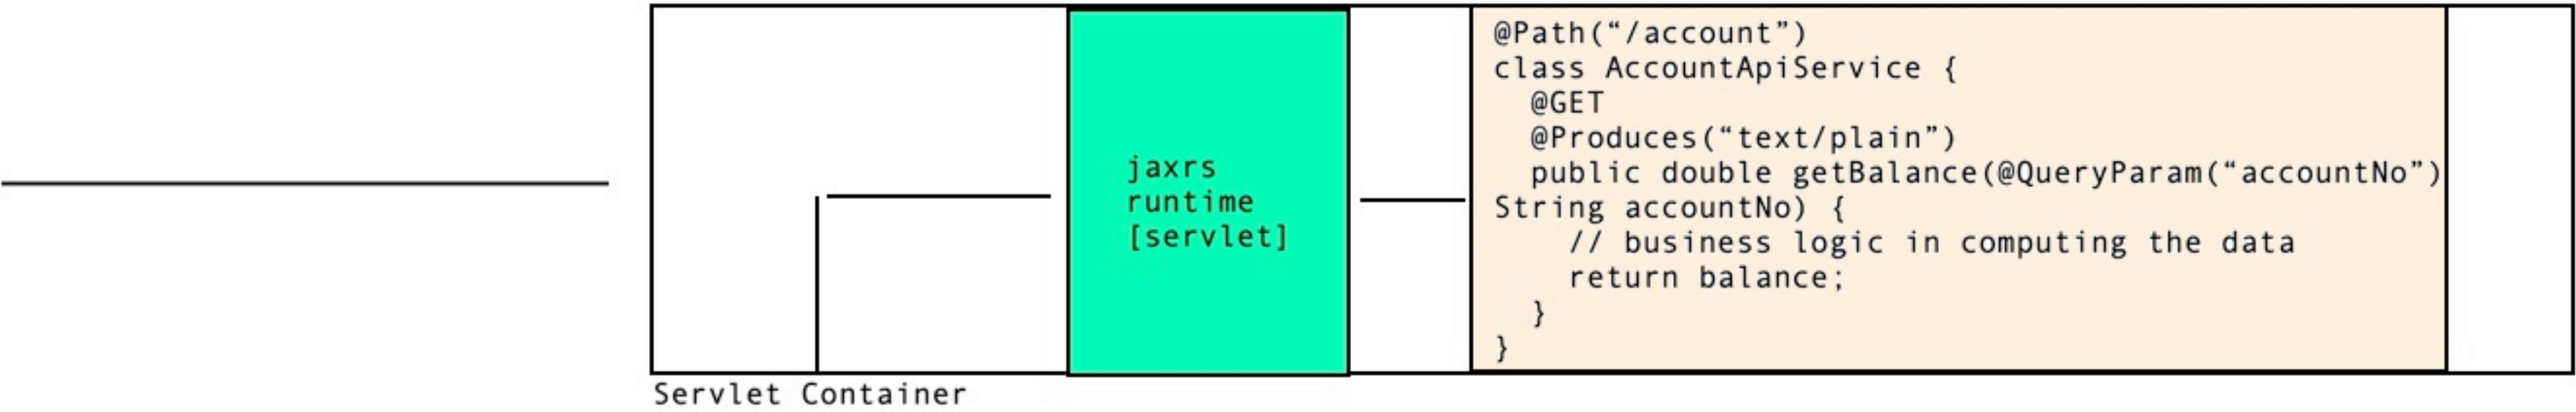 jaxrs
runtime
[servlet]
@Path(“/account”)
class AccountApiService {
  @GET
  @Produces(“text/plain”)
  public double getBalance(@QueryParam(“accountNo”)
String accountNo) {
    // business logic in computing the data
    return balance;
  }
}
Servlet Container